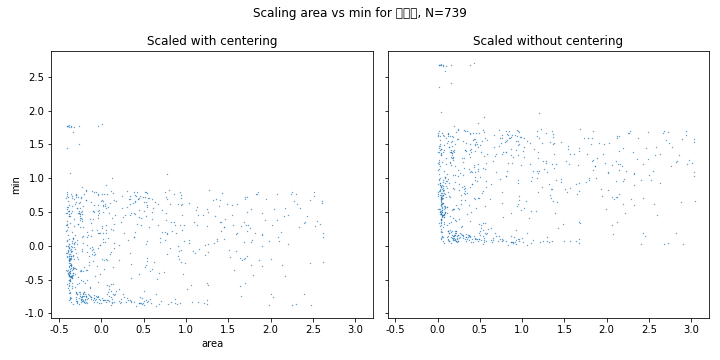 Scaling area vs min for , N=739
Scaled with centering
Scaled without centering
2.5
2.0
1.5
1.0
0.5
0.0
-0.5
-1.0
min
-0.5 0.0 0.5 1.0 1.5 2.0 2.5 3.0
-0.5 0.0 0.5 1.0 1.5 2.0 2.5 3.0
area